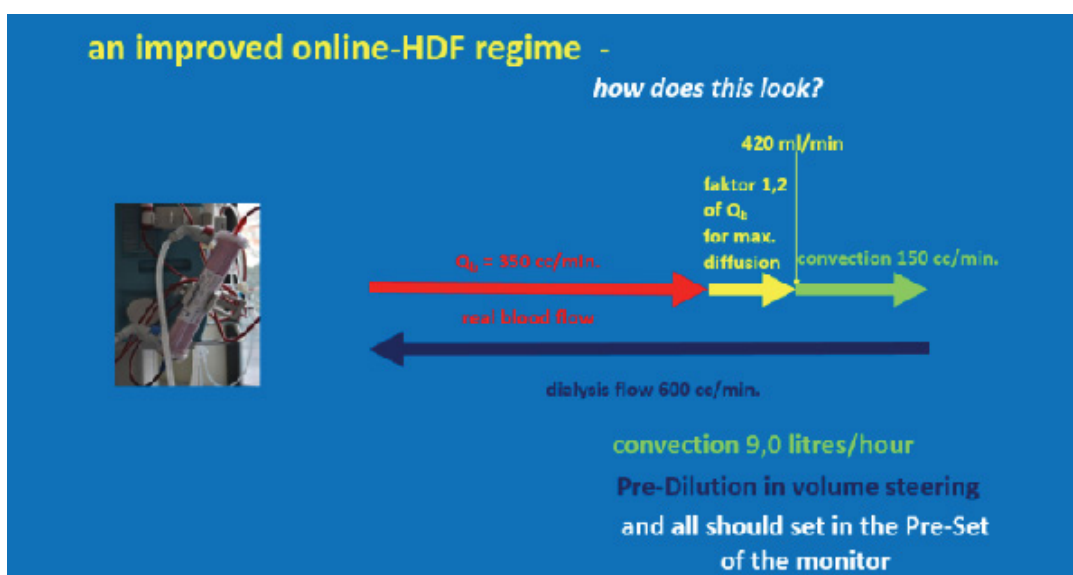 an improved online-HDF regime -
how does this look?
420 ml/min
faktor 1,2
of Qb
for max.
diffusion
convection 150 cc/min.
Qb = 350 cc/min.
real blood flow
dialysis flow 600 cc/min.
convection 9,0 litres/hour
Pre-Dilution in volume steering
and all should set in the Pre-Set
of the monitor